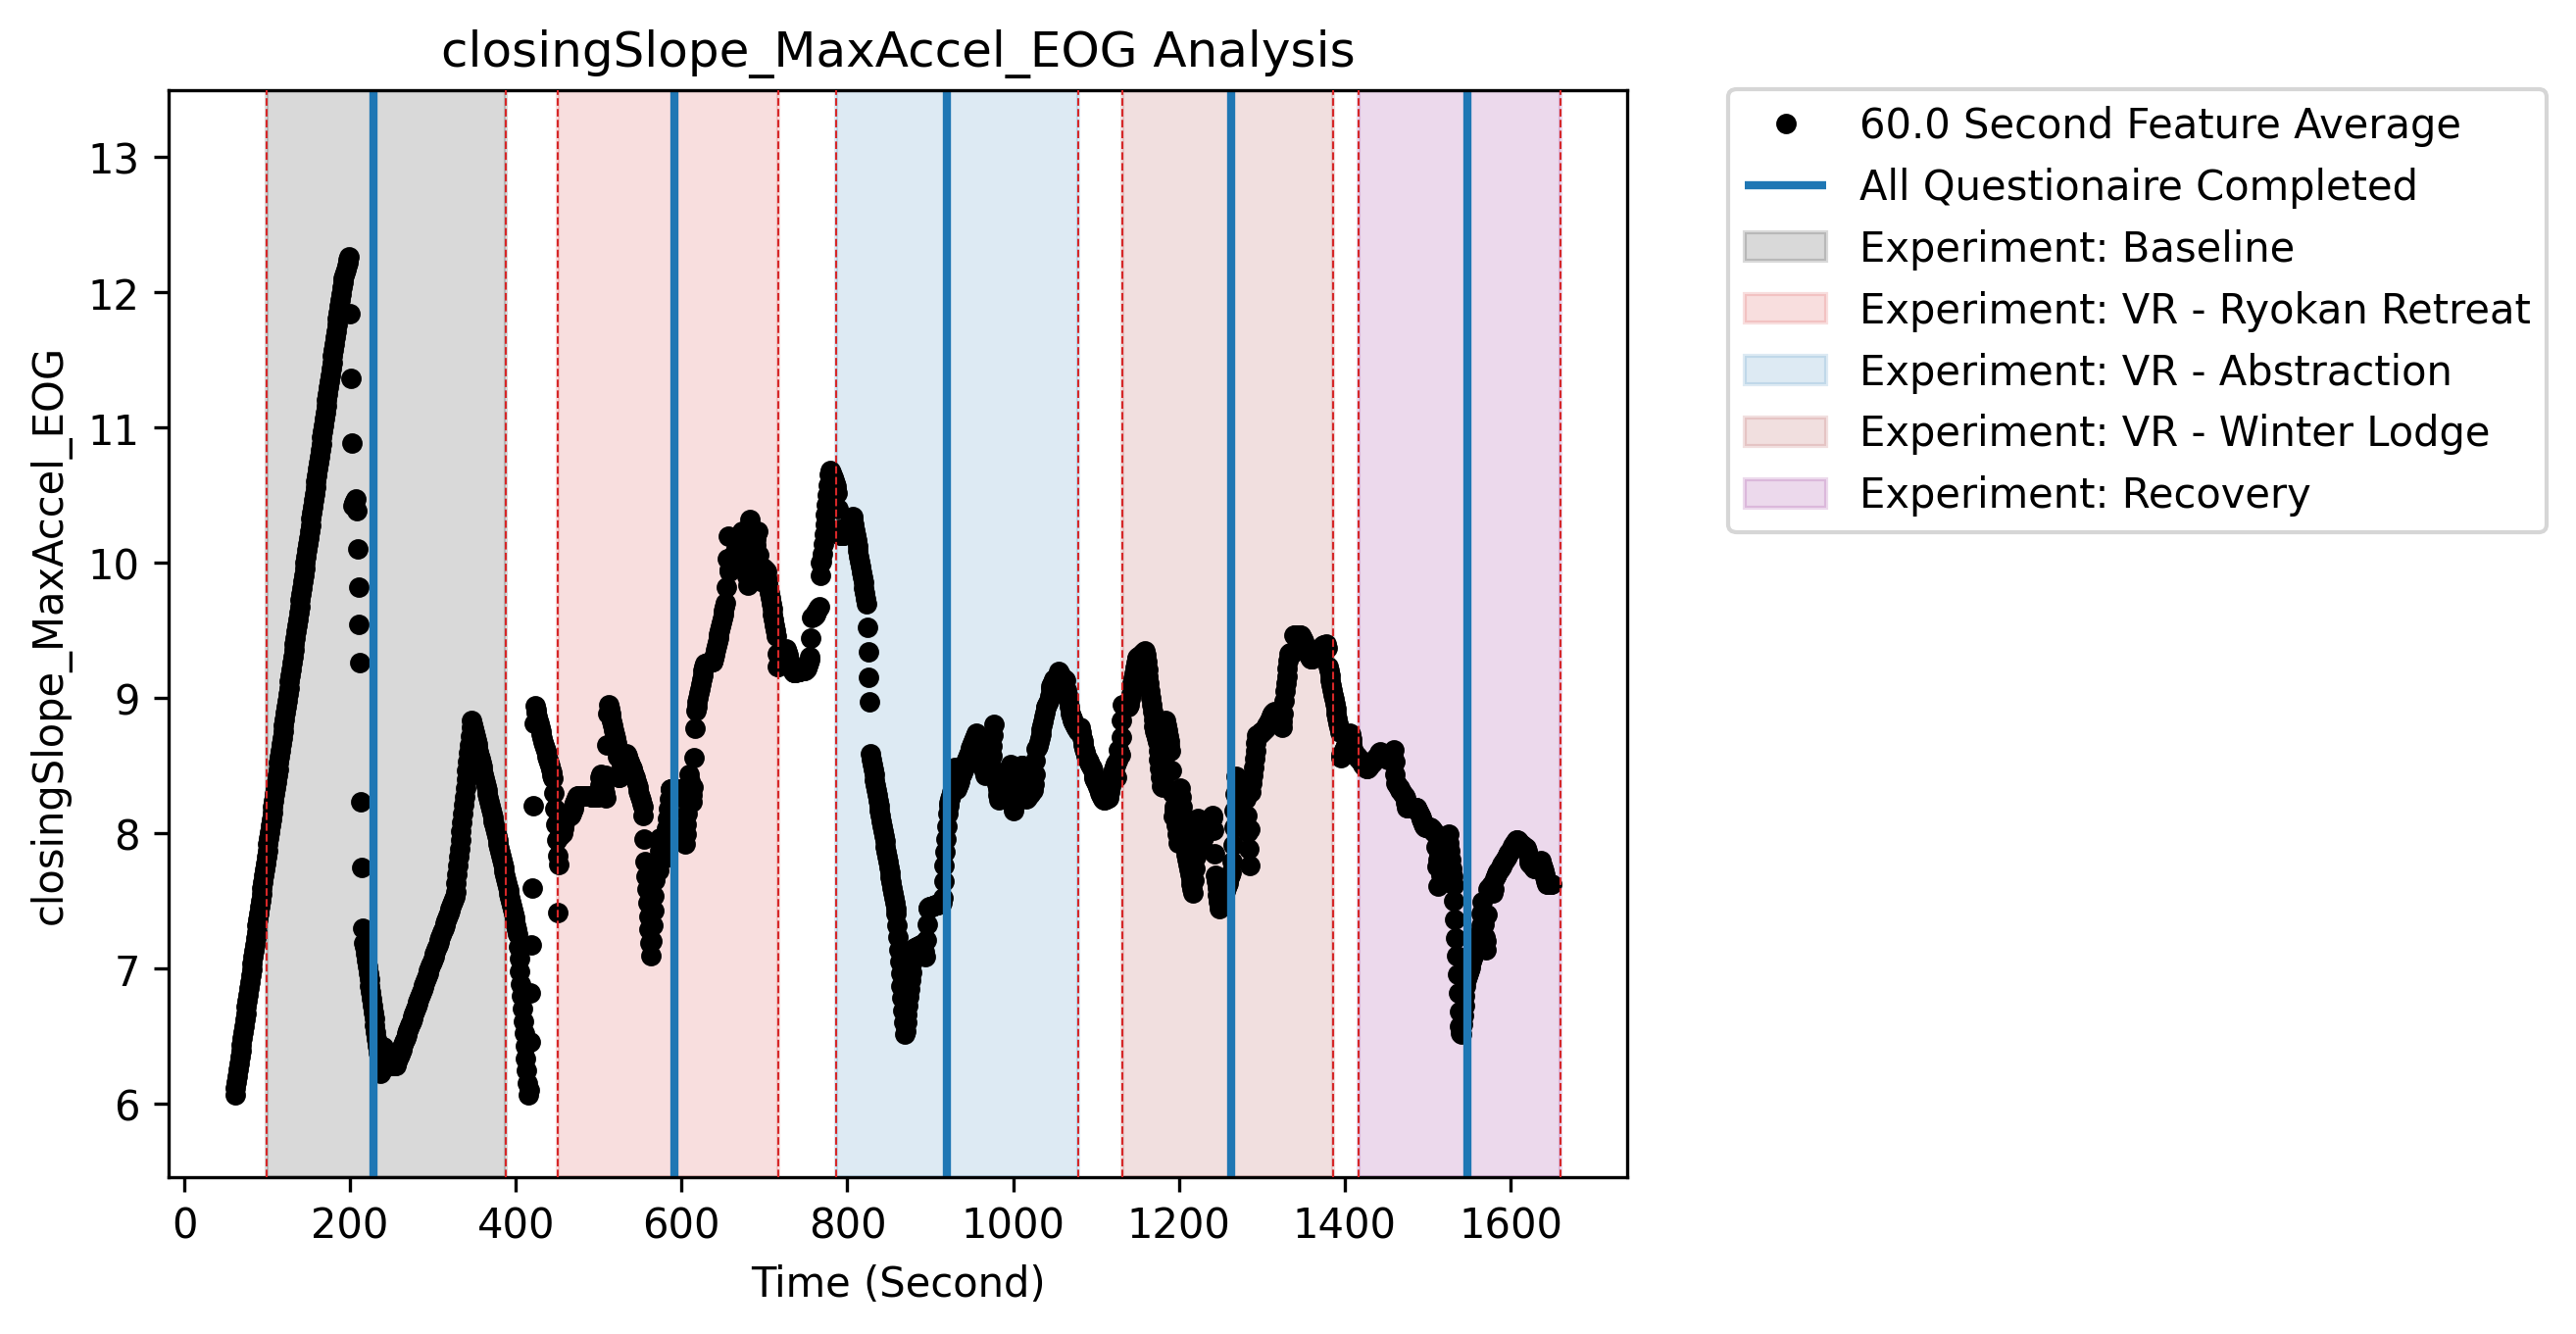 closingSlope_MaxAccel_EOG Analysis
closingSlope_MaxAccel_EOG
13
12
11
10
9
8
7
6
0 200 400 600 800 1000 1200 1400 1600
Time (Second)
60.0 Second Feature Average
All Questionaire Completed
Experiment: Baseline
Experiment: VR - Ryokan Retreat
Experiment: VR - Abstraction
Experiment: VR - Winter Lodge
Experiment: Recovery